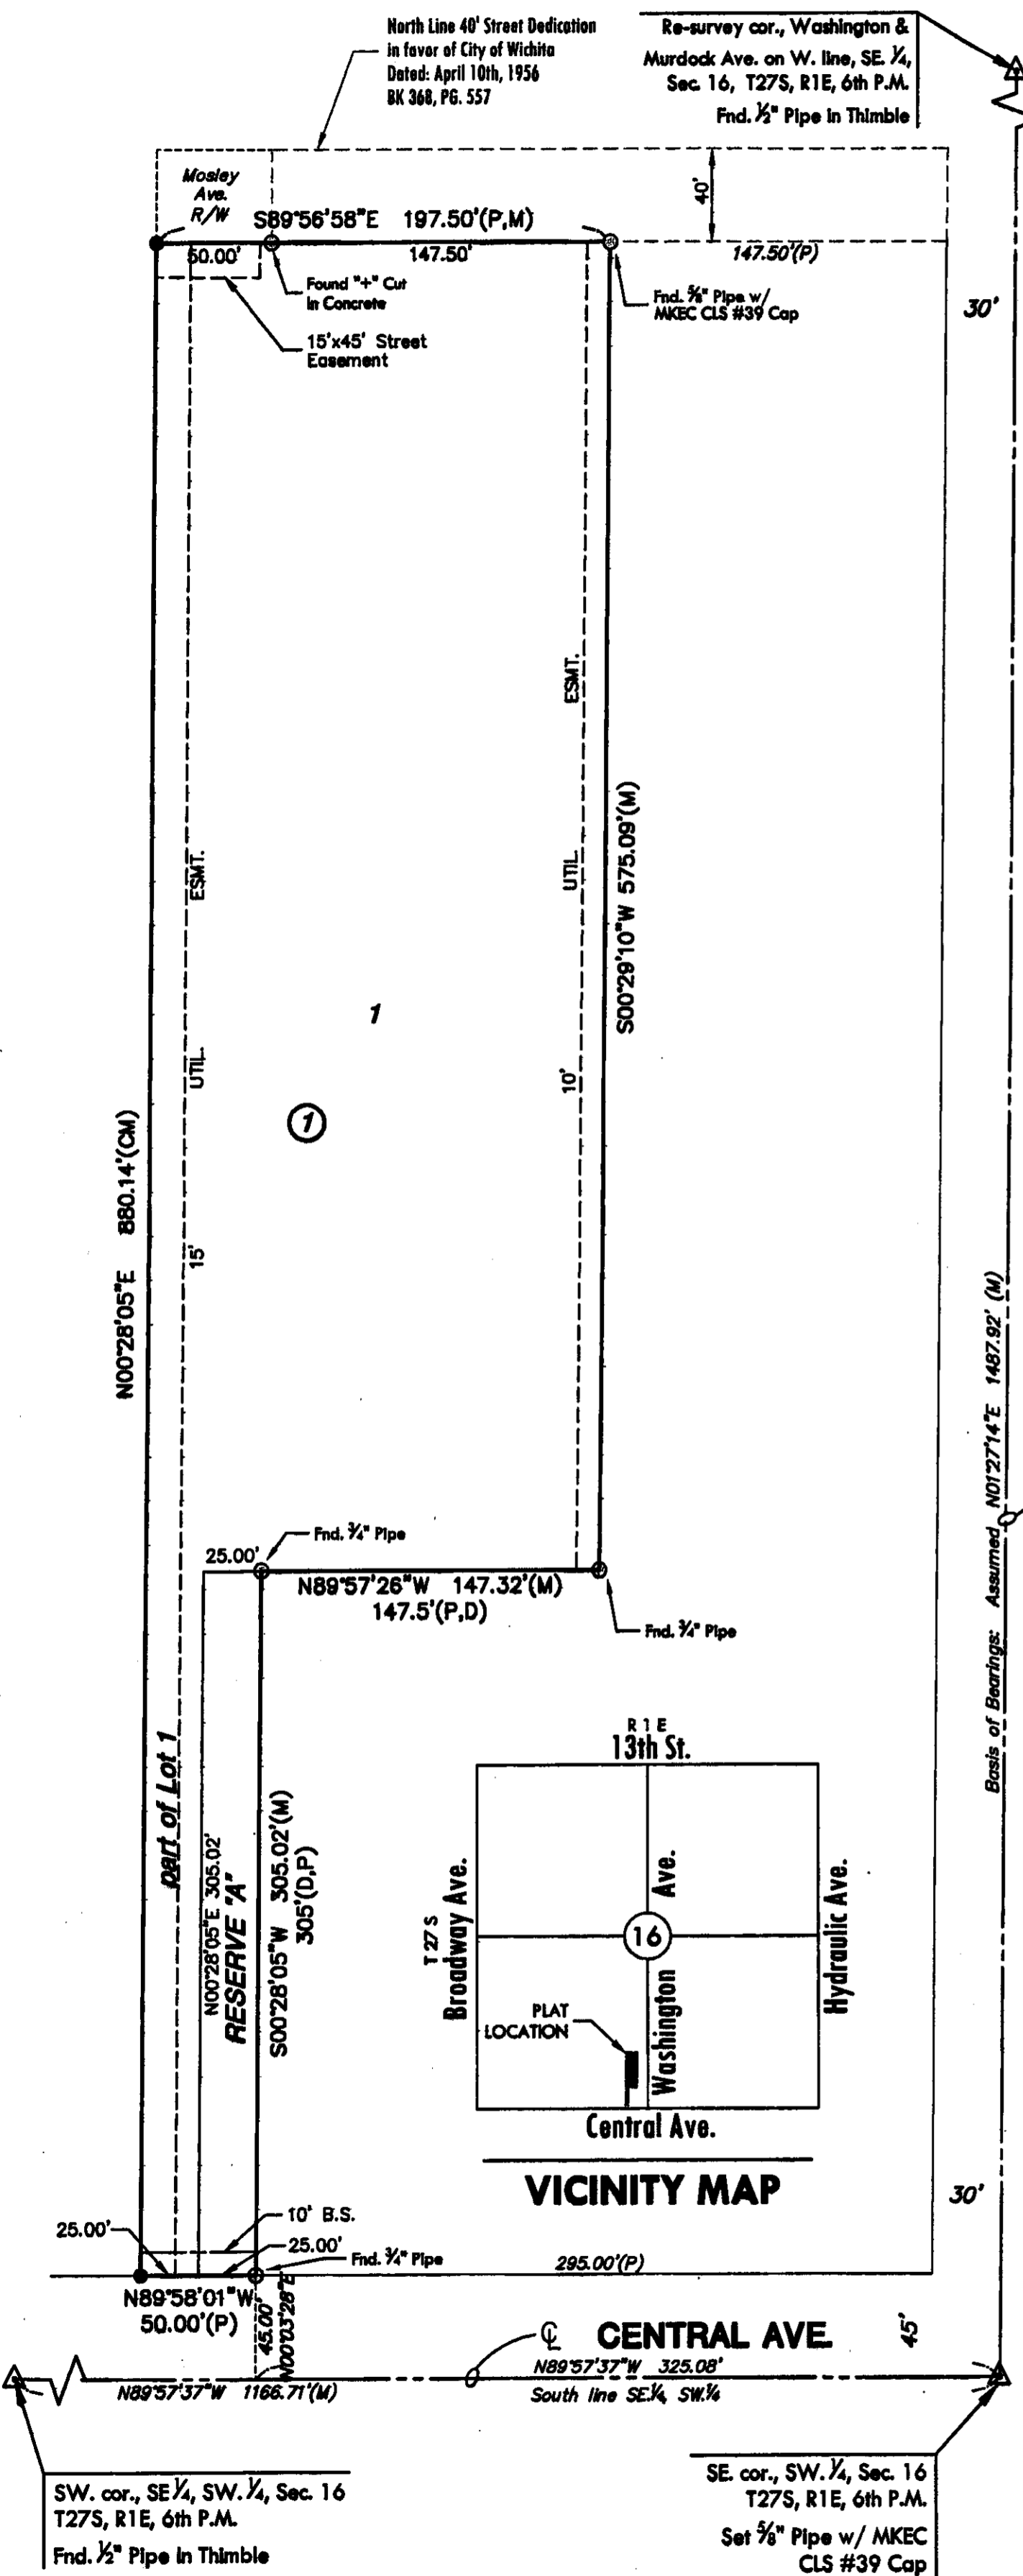 North Line 40' Street Dedication
in favor of City of Wichita
Dated: April 10th, 1956
BK 368, PG. 557
Re-survey cor., Washington &
Murdock Ave. on W. line, SE. ¼,
Sec. 16, T27S, R1E, 6th P.M.
Fnd. ½" Pipe in Thimble
Mosley
Ave.
R/W
40'
S89°56'58"E 197.50'(P,M)
50.00'
147.50'
147.50'(P)
Found "+" Cut
in Concrete
15'x45' Street
Easement
Fnd. ⅝" Pipe w/
MKEC CLS #39 Cap
30'
ESMT.
UTIL.
10'
S00°29'10"W 575.09'(M)
ESMT.
UTIL.
15'
1
1
N00°28'05"E 880.14'(CM)
Basis of Bearings: Assumed N01°27'14"E 1487.92' (M)
Fnd. ¾" Pipe
25.00'
N89°57'26"W 147.32'(M)
147.5'(P,D)
Fnd. ¾" Pipe
part of Lot 1
N00°28'05"E 305.02'
RESERVE "A"
S00°28'05"W 305.02'(M)
305'(D,P)
R 1 E
13th St.
T 27 S
Broadway Ave.
Ave.
16
Washington
Hydraulic Ave.
PLAT
LOCATION
Central Ave.
VICINITY MAP
30'
10' B.S.
25.00'
25.00'
Fnd. ¾" Pipe
295.00'(P)
N89°58'01"W
50.00'(P)
45.00'
N00°03'28"E
℄ CENTRAL AVE.
45'
N89°57'37"W 325.08'
N89°57'37"W 1166.71'(M)
South line SE.¼, SW.¼
SW. cor., SE ¼, SW. ¼, Sec. 16
T27S, R1E, 6th P.M.
Fnd. ½" Pipe in Thimble
SE. cor., SW. ¼, Sec. 16
T27S, R1E, 6th P.M.
Set ⅝" Pipe w/ MKEC
CLS #39 Cap